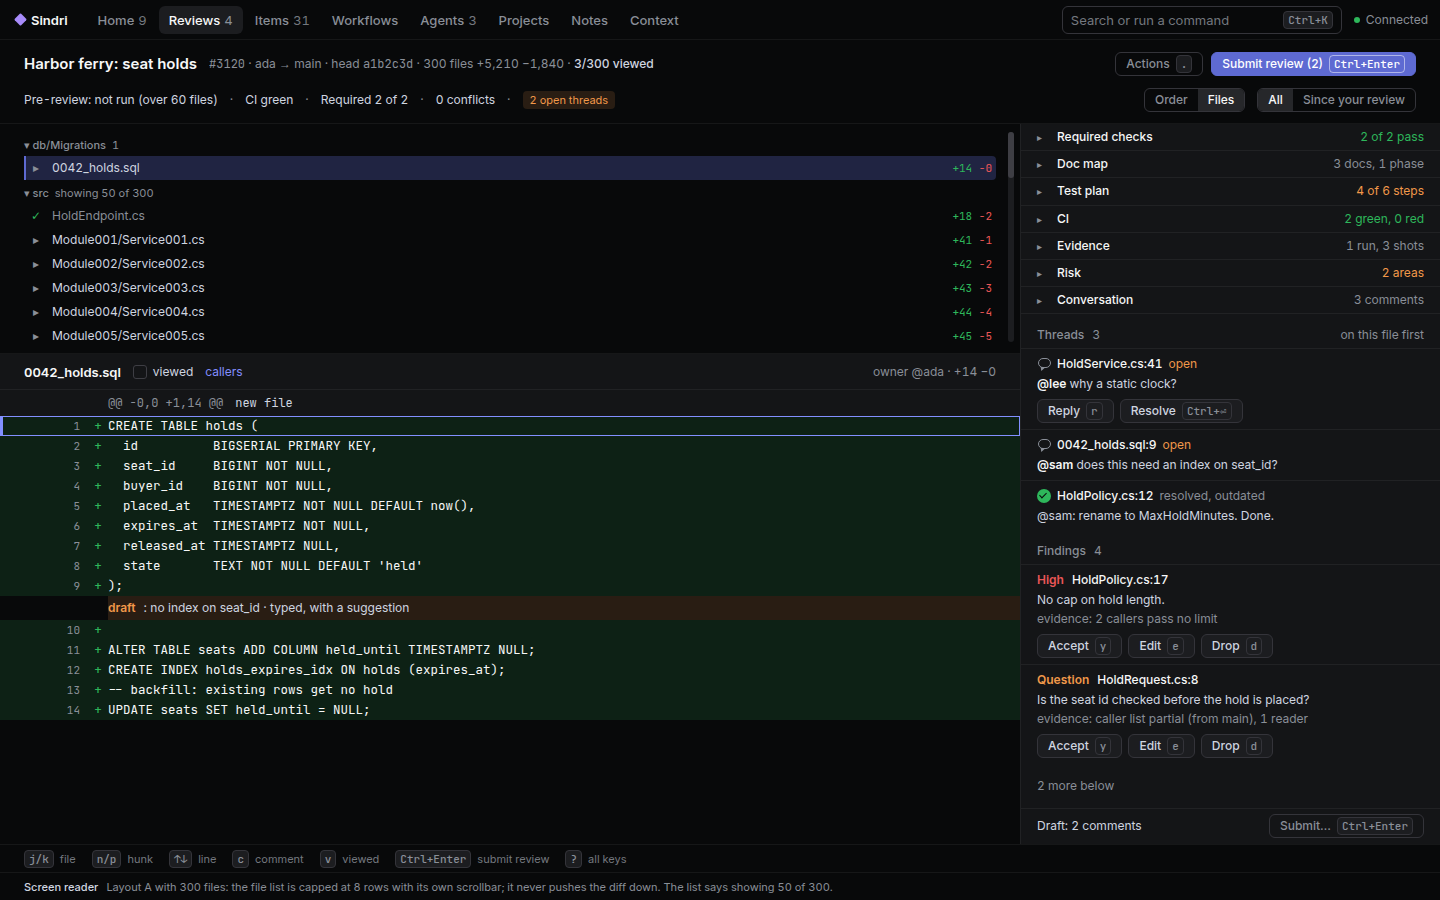 Sindri Home 9 Reviews 4 Items 31 Workflows Agents 3 Projects Notes Context Search or run a command Ctrl+K Connected
Harbor ferry: seat holds #3120 · ada → main · head a1b2c3d · 300 files +5,210 −1,840 · 3/300 viewed Actions . Submit review (2) Ctrl+Enter
Pre-review: not run (over 60 files) · CI green · Required 2 of 2 · 0 conflicts · 2 open threads Order Files All Since your review
▾ db/Migrations 1
▸ 0042_holds.sql +14 -0
▾ src showing 50 of 300
✓ HoldEndpoint.cs +18 -2
▸ Module001/Service001.cs +41 -1
▸ Module002/Service002.cs +42 -2
▸ Module003/Service003.cs +43 -3
▸ Module004/Service004.cs +44 -4
▸ Module005/Service005.cs +45 -5
0042_holds.sql viewed callers owner @ada · +14 −0
@@ -0,0 +1,14 @@ new file
1 + CREATE TABLE holds (
2 + id BIGSERIAL PRIMARY KEY,
3 + seat_id BIGINT NOT NULL,
4 + buyer_id BIGINT NOT NULL,
5 + placed_at TIMESTAMPTZ NOT NULL DEFAULT now(),
6 + expires_at TIMESTAMPTZ NOT NULL,
7 + released_at TIMESTAMPTZ NULL,
8 + state TEXT NOT NULL DEFAULT 'held'
9 + );
draft : no index on seat_id · typed, with a suggestion
10 +
11 + ALTER TABLE seats ADD COLUMN held_until TIMESTAMPTZ NULL;
12 + CREATE INDEX holds_expires_idx ON holds (expires_at);
13 + -- backfill: existing rows get no hold
14 + UPDATE seats SET held_until = NULL;
▸ Required checks 2 of 2 pass
▸ Doc map 3 docs, 1 phase
▸ Test plan 4 of 6 steps
▸ CI 2 green, 0 red
▸ Evidence 1 run, 3 shots
▸ Risk 2 areas
▸ Conversation 3 comments
Threads 3 on this file first
HoldService.cs:41 open
@lee why a static clock?
Reply r Resolve Ctrl+⏎
0042_holds.sql:9 open
@sam does this need an index on seat_id?
HoldPolicy.cs:12 resolved, outdated
@sam: rename to MaxHoldMinutes. Done.
Findings 4
High HoldPolicy.cs:17
No cap on hold length.
evidence: 2 callers pass no limit
Accept y Edit e Drop d
Question HoldRequest.cs:8
Is the seat id checked before the hold is placed?
evidence: caller list partial (from main), 1 reader
Accept y Edit e Drop d
2 more below
Draft: 2 comments Submit... Ctrl+Enter
j/k file n/p hunk ↑↓ line c comment v viewed Ctrl+Enter submit review ? all keys
Screen reader Layout A with 300 files: the file list is capped at 8 rows with its own scrollbar; it never pushes the diff down. The list says showing 50 of 300.